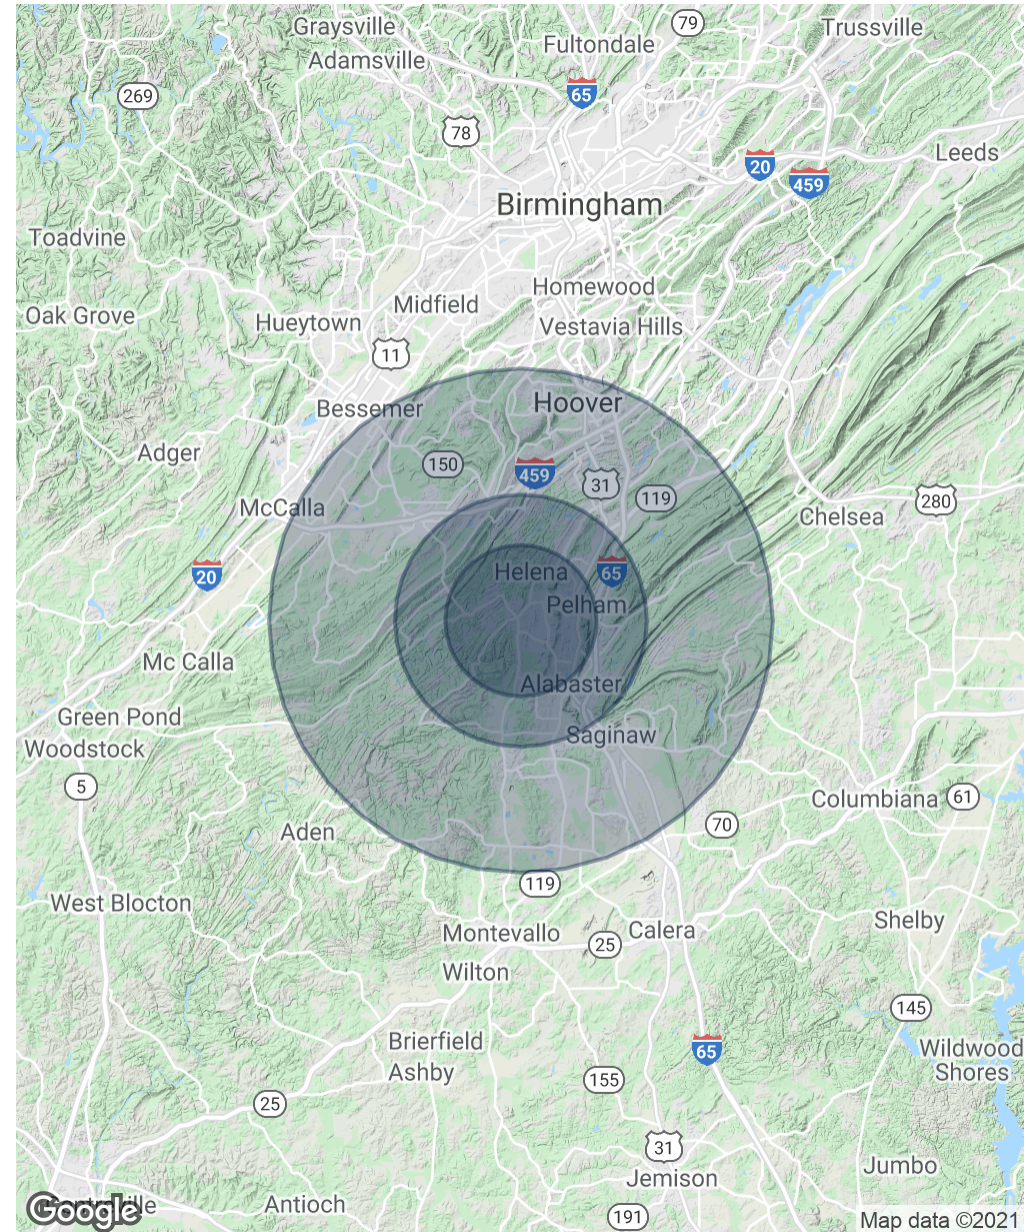 Graysville
79
Trussville
Fultondale
Adamsville
269
65
78
Leeds
20
459
Birmingham
Toadvine
Homewood
Midfield
Oak Grove
Hueytown
Vestavia Hills
11
Hoover
Bessemer
Adger
150
459
31
119
McCalla
280
Chelsea
20
Helena
65
Pelham
Mc Calla
Alabaster
Green Pond
Saginaw
Woodstock
5
Columbiana
61
70
Aden
119
West Blocton
Shelby
Montevallo
25
Calera
Wilton
145
Brierfield
65
Wildwood
Shores
Ashby
155
25
31
Jumbo
Jemison
Antioch
Google
191
Map data ©2021